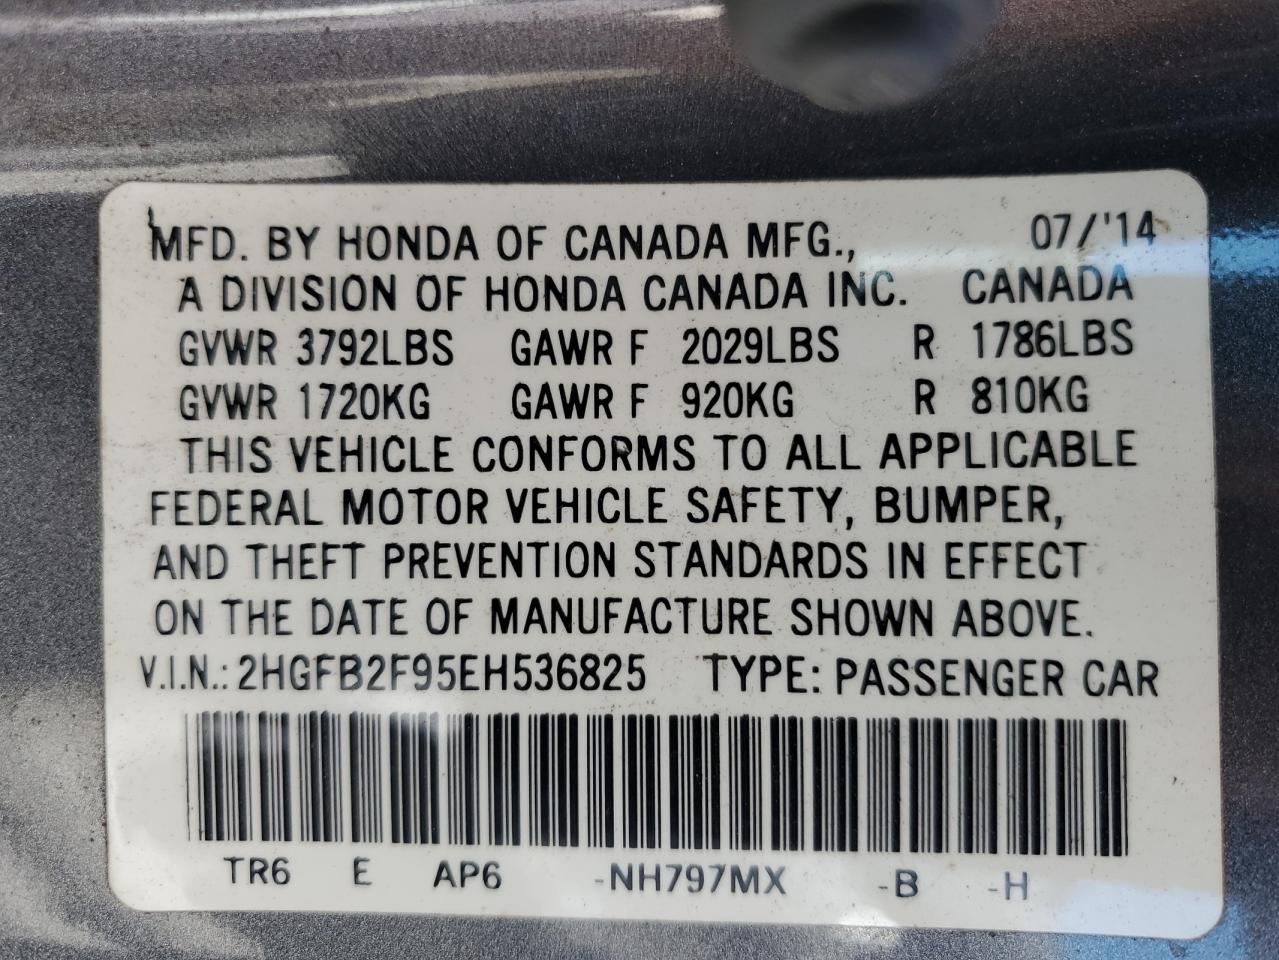 MFD. BY HONDA OF CANADA MFG., 07/'14
A DIVISION OF HONDA CANADA INC. CANADA
GVWR 3792LBS GAWR F 2029LBS R 1786LBS
GVWR 1720KG GAWR F 920KG R 810KG
THIS VEHICLE CONFORMS TO ALL APPLICABLE
FEDERAL MOTOR VEHICLE SAFETY, BUMPER,
AND THEFT PREVENTION STANDARDS IN EFFECT
ON THE DATE OF MANUFACTURE SHOWN ABOVE.
V.I.N.: 2HGFB2F95EH536825 TYPE: PASSENGER CAR
TR6 E AP6 -NH797MX -B -H